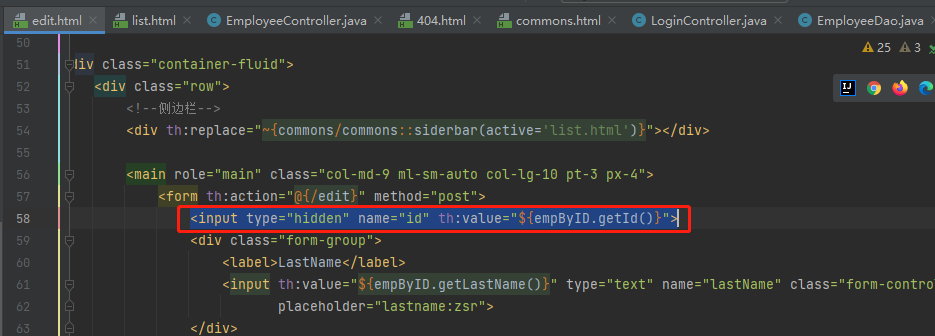 edit.html × list.html × EmployeeController.java × 404.html × commons.html × LoginController.java × EmployeeDao.java
50
25 3
51 div class="container-fluid">
52 <div class="row">
53 <!--侧边栏-->
54 <div th:replace="~{commons/commons::siderbar(active='list.html')}"></div>
55
56 <main role="main" class="col-md-9 ml-sm-auto col-lg-10 pt-3 px-4">
57 <form th:action="@{/edit}" method="post">
58 <input type="hidden" name="id" th:value="${empByID.getId()}">
59 <div class="form-group">
60 <label>LastName</label>
61 <input th:value="${empByID.getLastName()}" type="text" name="lastName" class="form-contro
62 placeholder="lastname:zsr">
63 </div>